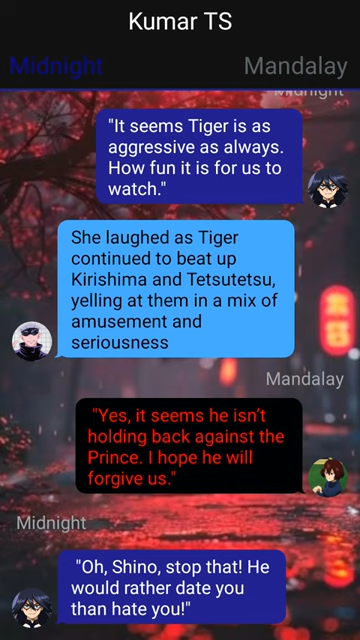 Kumar TS
Midnight
Mandalay
Midnight
"It seems Tiger is as
aggressive as always.
How fun it is for us to
watch."
She laughed as Tiger
continued to beat up
Kirishima and Tetsutetsu,
yelling at them in a mix of
amusement and
seriousness
Mandalay
"Yes, it seems he isn’t
holding back against the
Prince. I hope he will
forgive us."
Midnight
"Oh, Shino, stop that! He
would rather date you
than hate you!"